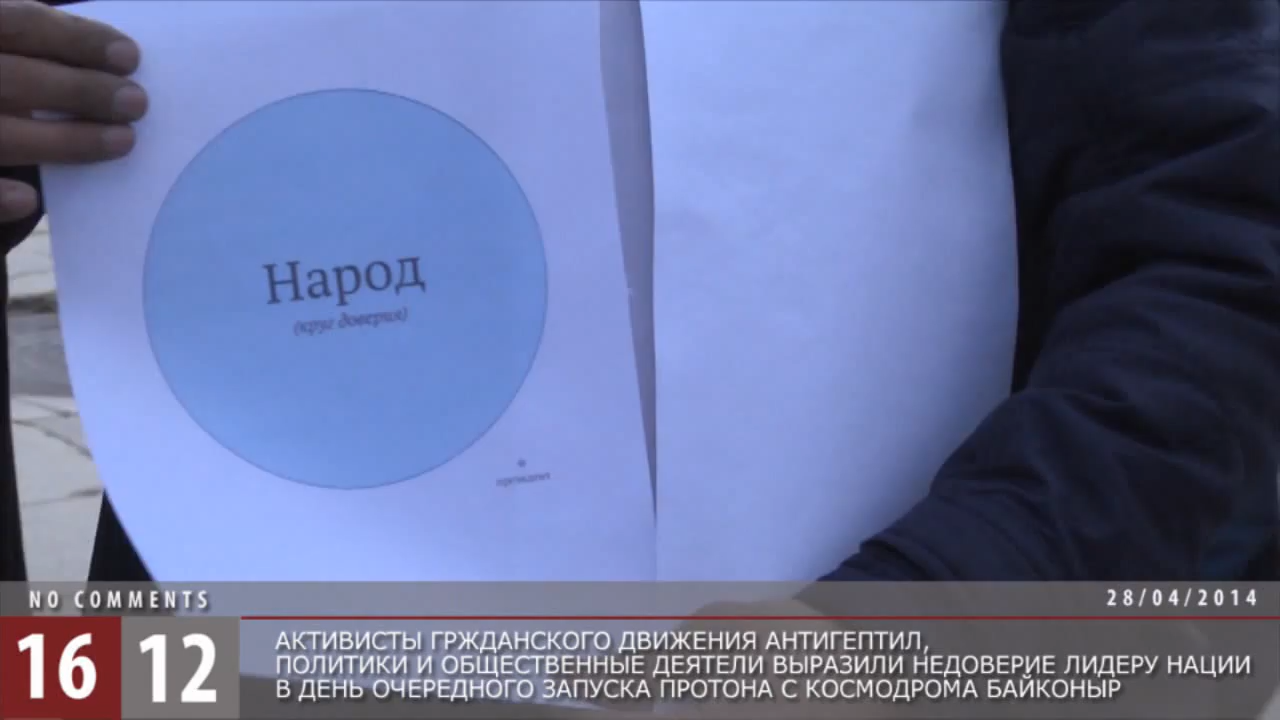 Народ
(круг доверия)
президент
NO COMMENTS
28/04/2014
16 12
АКТИВИСТЫ ГРЖДАНСКОГО ДВИЖЕНИЯ АНТИГЕПТИЛ,
ПОЛИТИКИ И ОБЩЕСТВЕННЫЕ ДЕЯТЕЛИ ВЫРАЗИЛИ НЕДОВЕРИЕ ЛИДЕРУ НАЦИИ
В ДЕНЬ ОЧЕРЕДНОГО ЗАПУСКА ПРОТОНА С КОСМОДРОМА БАЙКОНЫР